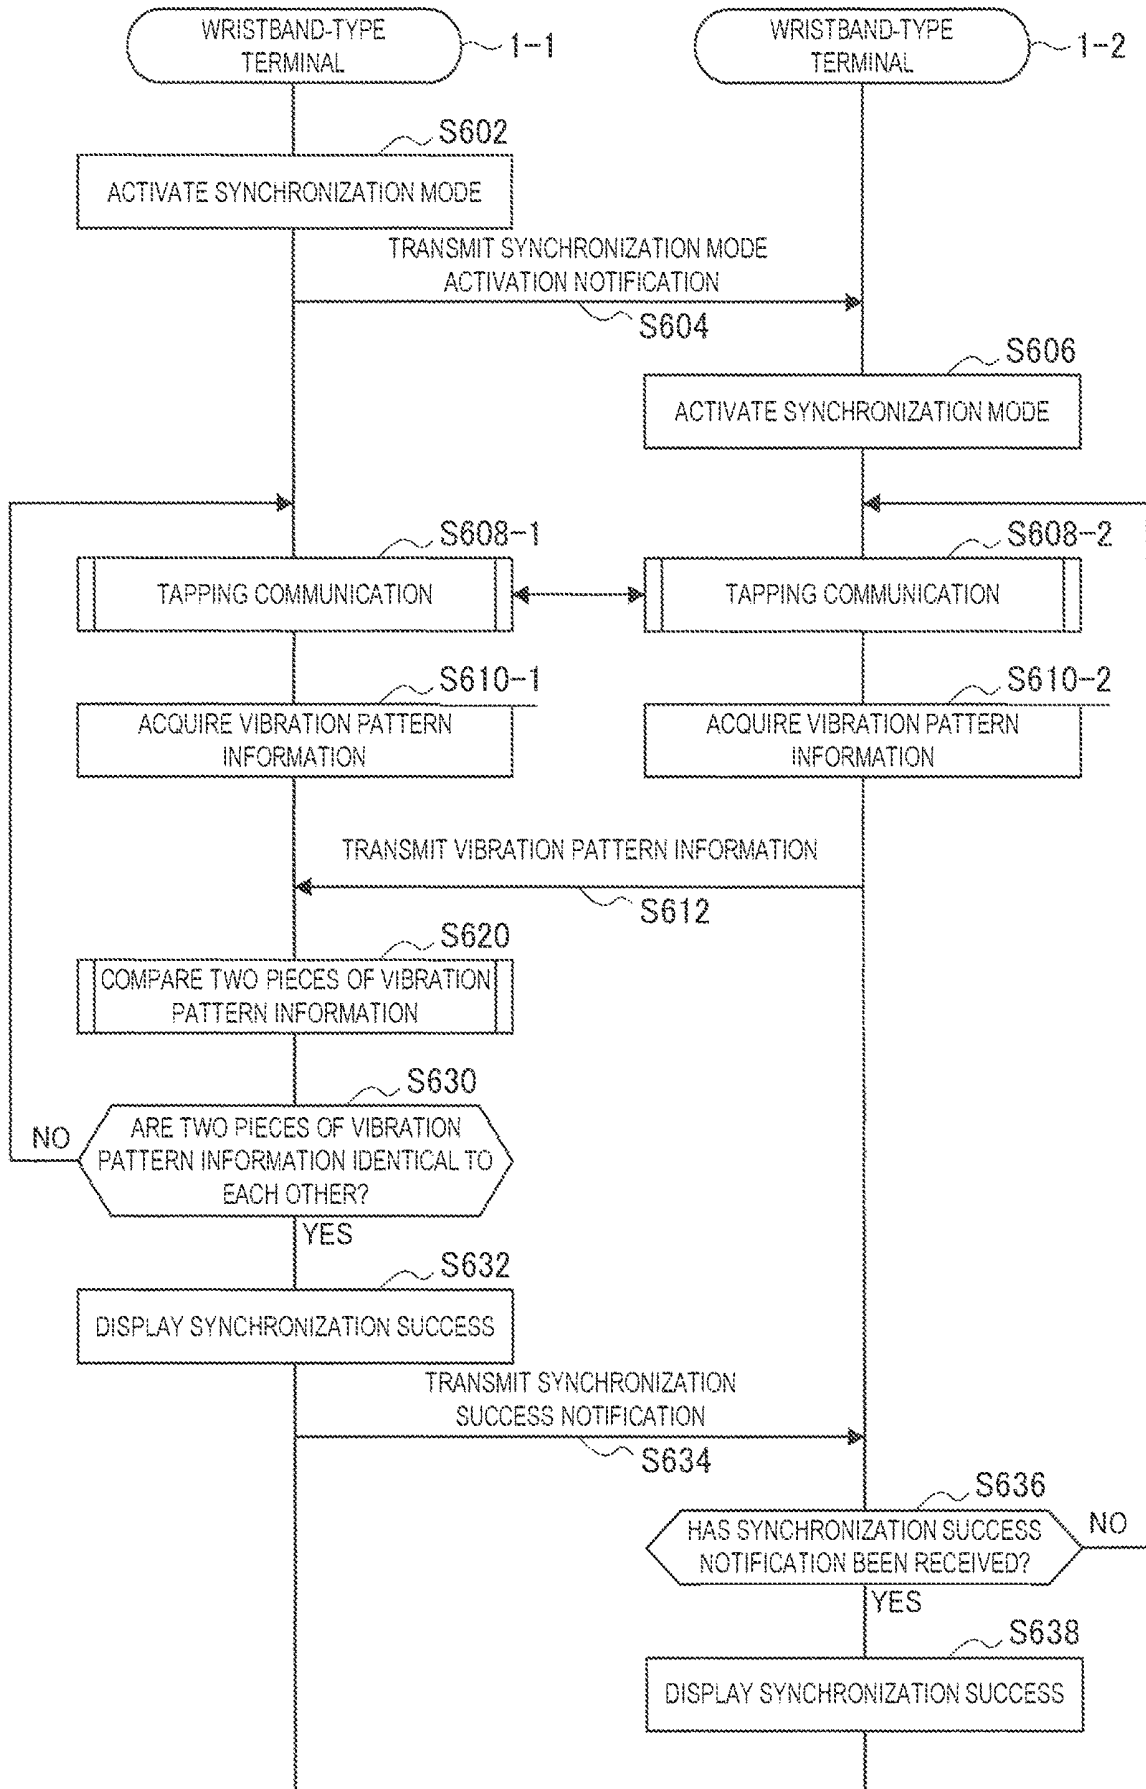 WRISTBAND-TYPE
TERMINAL
1-1
WRISTBAND-TYPE
TERMINAL
1-2
S602
ACTIVATE SYNCHRONIZATION MODE
TRANSMIT SYNCHRONIZATION MODE
ACTIVATION NOTIFICATION
S604
S606
ACTIVATE SYNCHRONIZATION MODE
S608-1
TAPPING COMMUNICATION
S608-2
TAPPING COMMUNICATION
S610-1
ACQUIRE VIBRATION PATTERN
INFORMATION
S610-2
ACQUIRE VIBRATION PATTERN
INFORMATION
TRANSMIT VIBRATION PATTERN INFORMATION
S612
S620
COMPARE TWO PIECES OF VIBRATION
PATTERN INFORMATION
S630
NO
ARE TWO PIECES OF VIBRATION
PATTERN INFORMATION IDENTICAL TO
EACH OTHER?
YES
S632
DISPLAY SYNCHRONIZATION SUCCESS
TRANSMIT SYNCHRONIZATION
SUCCESS NOTIFICATION
S634
S636
HAS SYNCHRONIZATION SUCCESS
NOTIFICATION BEEN RECEIVED?
NO
YES
S638
DISPLAY SYNCHRONIZATION SUCCESS